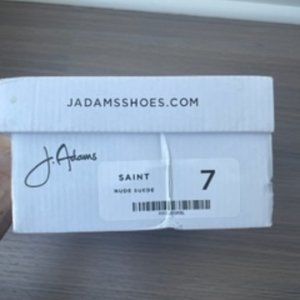 JADAMSSHOES.COM
J. Adams
SAINT
NUDE SUEDE
7